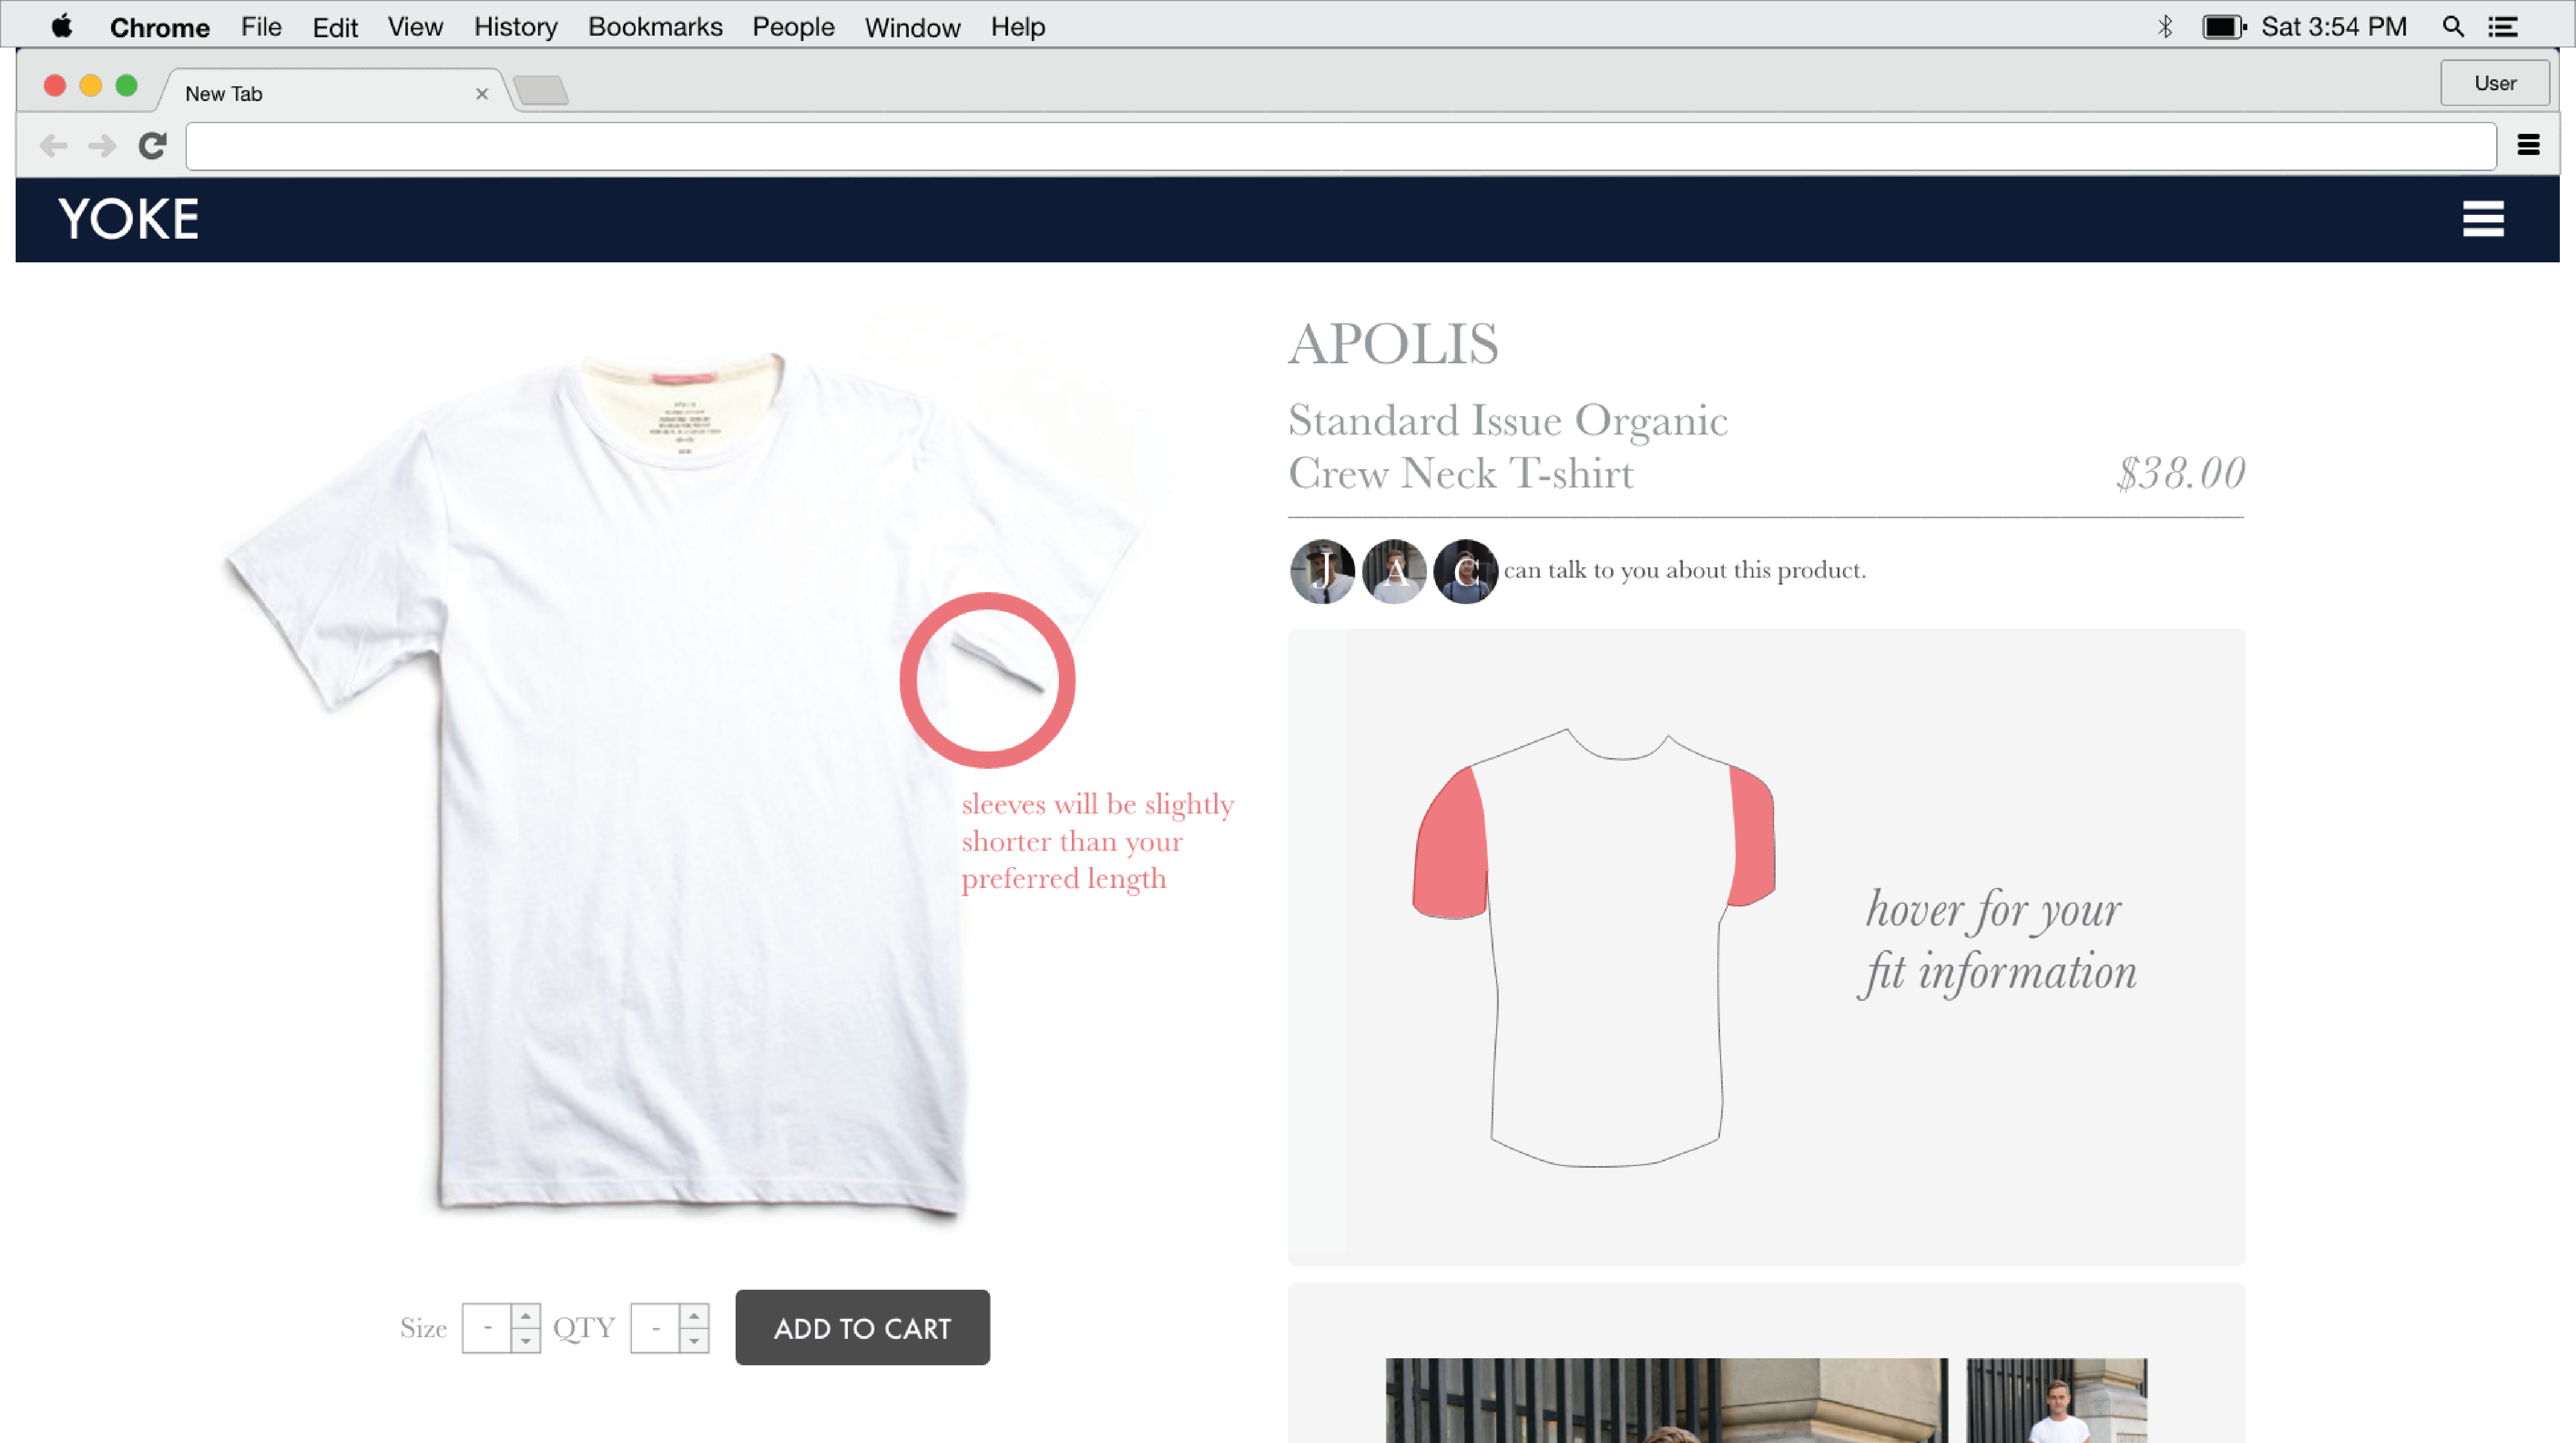 Chrome File Edit View History Bookmarks People Window Help Sat 3:54 PM
New Tab User
YOKE
APOLIS
Standard Issue Organic
Crew Neck T-shirt $38.00
J A C can talk to you about this product.
sleeves will be slightly
shorter than your
preferred length
hover for your
fit information
Size - QTY - ADD TO CART